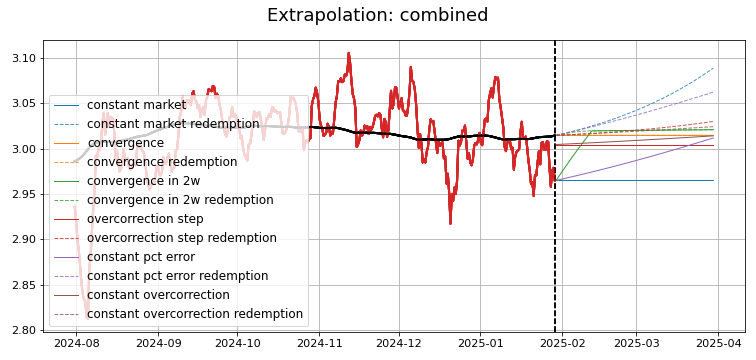 Extrapolation: combined
3.10
3.05
3.00
2.95
2.90
2.85
2.80
constant market
constant market redemption
convergence
convergence redemption
convergence in 2w
convergence in 2w redemption
overcorrection step
overcorrection step redemption
constant pct error
constant pct error redemption
constant overcorrection
constant overcorrection redemption
2024-08 2024-09 2024-10 2024-11 2024-12 2025-01 2025-02 2025-03 2025-04